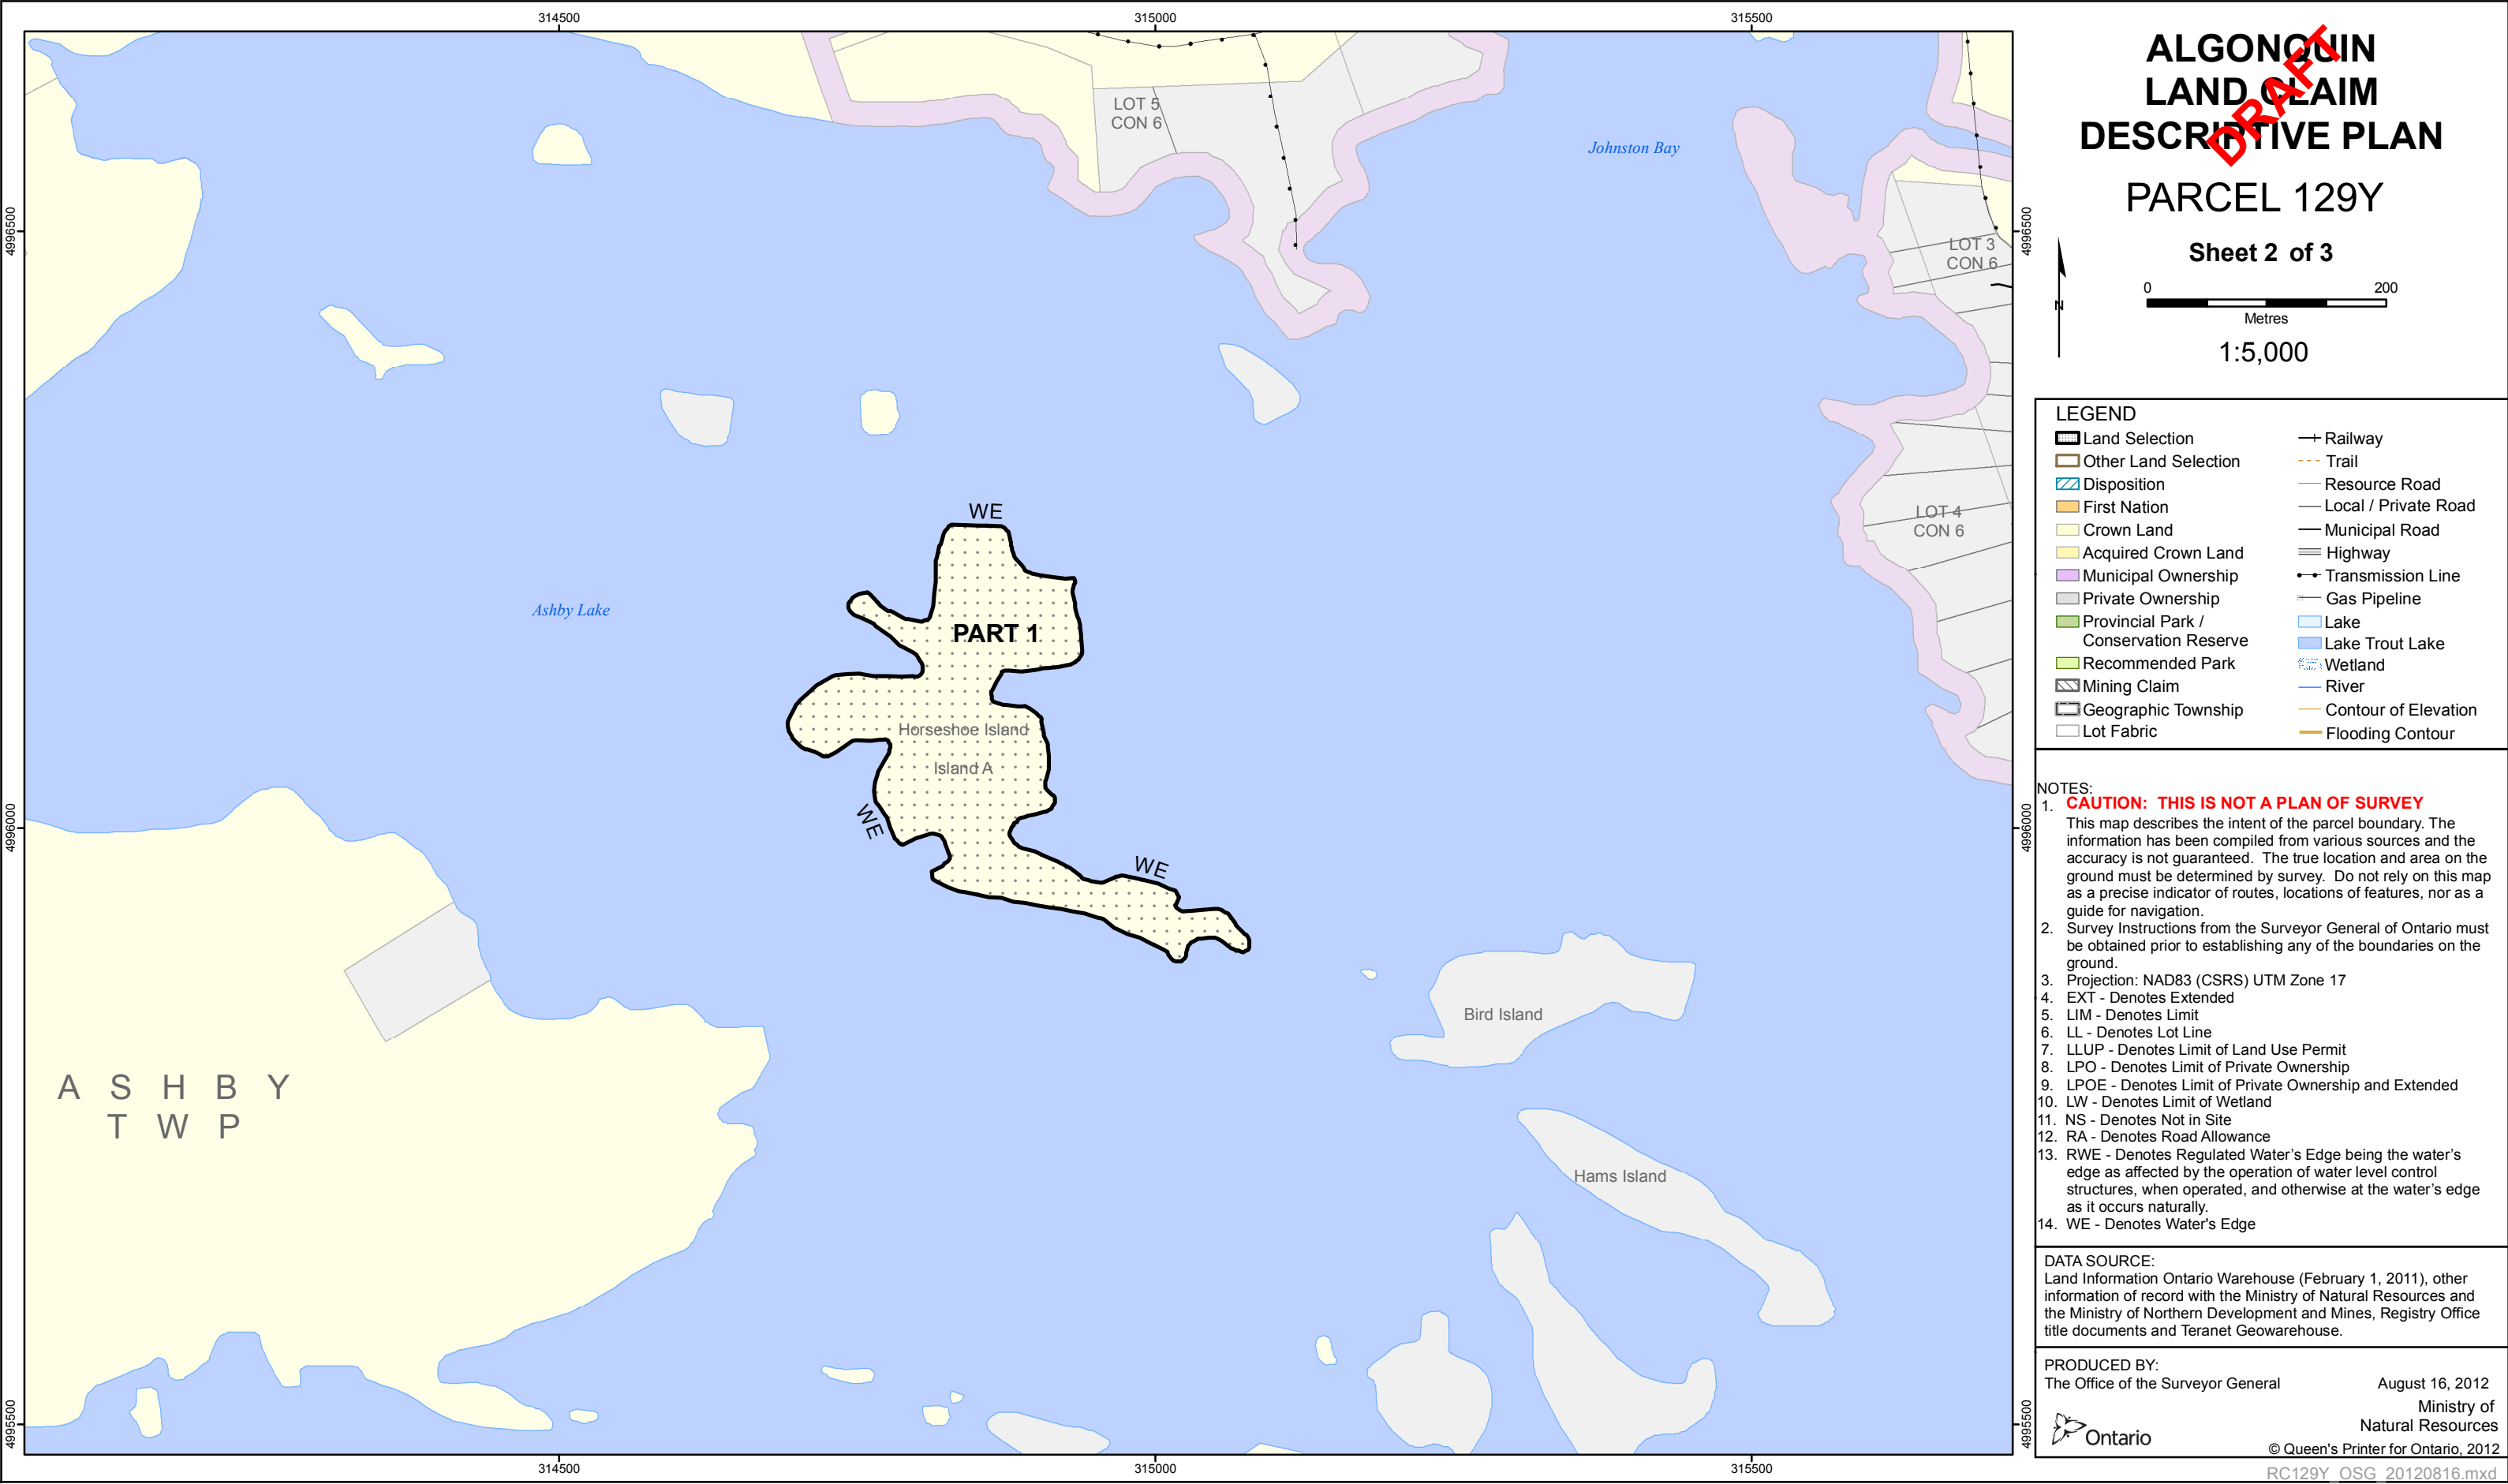 314500
315000
315500
4996500
4996000
4995500
4996500
4996000
4995500
314500
315000
315500
LOT 5
CON 6
Johnston Bay
LOT 3
CON 6
LOT 4
CON 6
WE
Ashby Lake
PART 1
Horseshoe Island
Island A
WE
WE
Bird Island
Hams Island
ASHBY
TWP
ALGONQUIN
LAND CLAIM
DESCRIPTIVE PLAN
DRAFT
PARCEL 129Y
Sheet 2 of 3
N
0 200
Metres
1:5,000
LEGEND
Land Selection
Other Land Selection
Disposition
First Nation
Crown Land
Acquired Crown Land
Municipal Ownership
Private Ownership
Provincial Park /
Conservation Reserve
Recommended Park
Mining Claim
Geographic Township
Lot Fabric
Railway
Trail
Resource Road
Local / Private Road
Municipal Road
Highway
Transmission Line
Gas Pipeline
Lake
Lake Trout Lake
Wetland
River
Contour of Elevation
Flooding Contour
NOTES:
1. CAUTION: THIS IS NOT A PLAN OF SURVEY
This map describes the intent of the parcel boundary. The
information has been compiled from various sources and the
accuracy is not guaranteed. The true location and area on the
ground must be determined by survey. Do not rely on this map
as a precise indicator of routes, locations of features, nor as a
guide for navigation.
2. Survey Instructions from the Surveyor General of Ontario must
be obtained prior to establishing any of the boundaries on the
ground.
3. Projection: NAD83 (CSRS) UTM Zone 17
4. EXT - Denotes Extended
5. LIM - Denotes Limit
6. LL - Denotes Lot Line
7. LLUP - Denotes Limit of Land Use Permit
8. LPO - Denotes Limit of Private Ownership
9. LPOE - Denotes Limit of Private Ownership and Extended
10. LW - Denotes Limit of Wetland
11. NS - Denotes Not in Site
12. RA - Denotes Road Allowance
13. RWE - Denotes Regulated Water’s Edge being the water’s
edge as affected by the operation of water level control
structures, when operated, and otherwise at the water’s edge
as it occurs naturally.
14. WE - Denotes Water's Edge
DATA SOURCE:
Land Information Ontario Warehouse (February 1, 2011), other
information of record with the Ministry of Natural Resources and
the Ministry of Northern Development and Mines, Registry Office
title documents and Teranet Geowarehouse.
PRODUCED BY:
The Office of the Surveyor General August 16, 2012
Ministry of
Natural Resources
Ontario
© Queen's Printer for Ontario, 2012
RC129Y_OSG_20120816.mxd